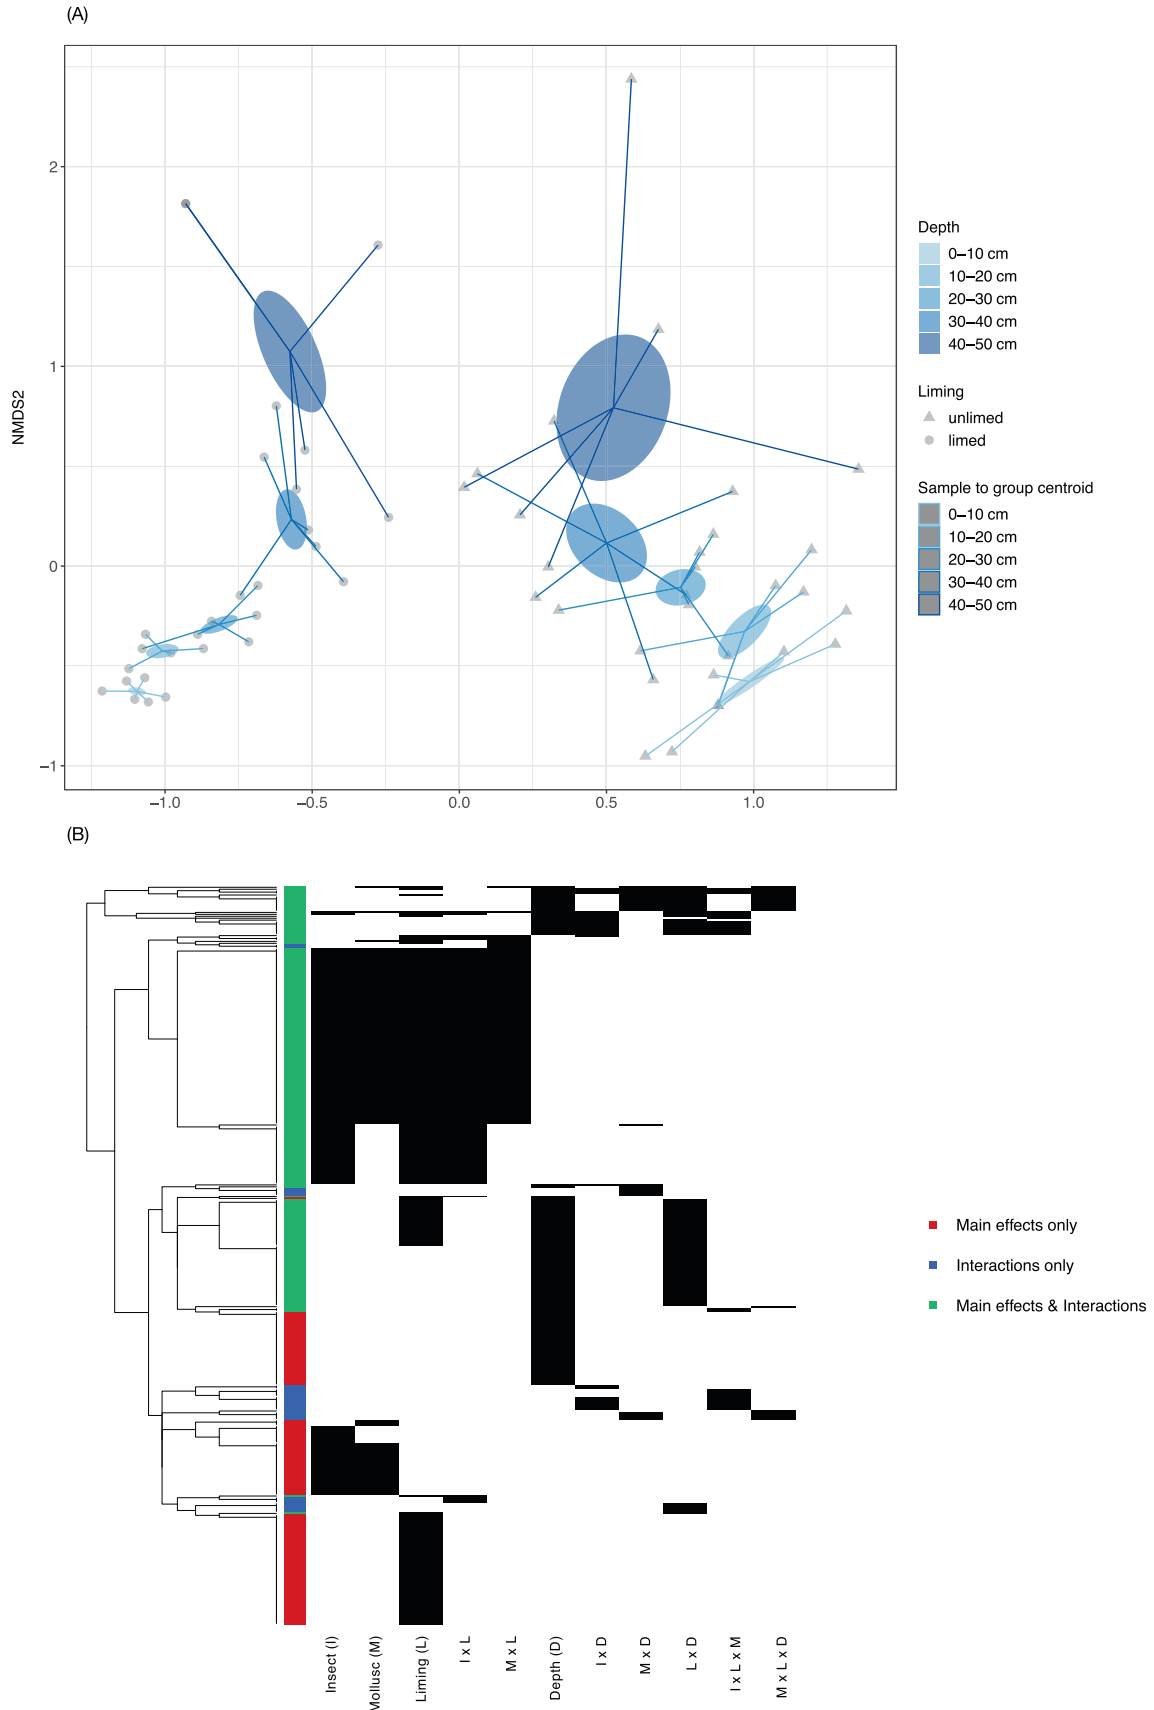 (A)
NMDS2
2
1
0
−1
−1.0
−0.5
0.0
0.5
1.0
Depth
0−10 cm
10−20 cm
20−30 cm
30−40 cm
40−50 cm
Liming
unlimed
limed
Sample to group centroid
0−10 cm
10−20 cm
20−30 cm
30−40 cm
40−50 cm
(B)
Main effects only
Interactions only
Main effects & Interactions
Insect (I)
Mollusc (M)
Liming (L)
I x L
M x L
Depth (D)
I x D
M x D
L x D
I x L x M
M x L x D